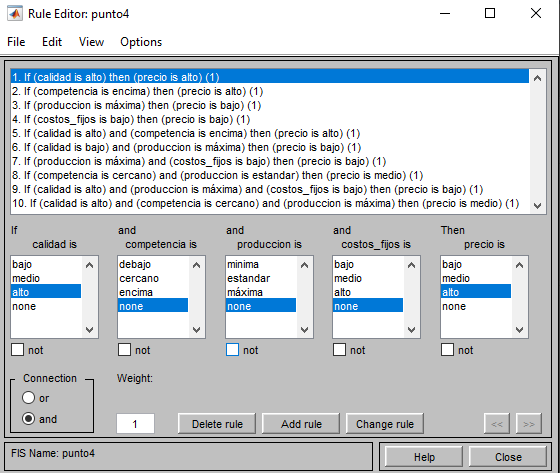 Rule Editor: punto4
File Edit View Options
1. If (calidad is alto) then (precio is alto) (1)
2. If (competencia is encima) then (precio is alto) (1)
3. If (produccion is máxima) then (precio is bajo) (1)
4. If (costos_fijos is bajo) then (precio is bajo) (1)
5. If (calidad is alto) and (competencia is encima) then (precio is alto) (1)
6. If (calidad is bajo) and (produccion is máxima) then (precio is bajo) (1)
7. If (produccion is máxima) and (costos_fijos is bajo) then (precio is bajo) (1)
8. If (competencia is cercano) and (produccion is estandar) then (precio is medio) (1)
9. If (calidad is alto) and (produccion is máxima) and (costos_fijos is bajo) then (precio is bajo) (1)
10. If (calidad is alto) and (competencia is cercano) and (produccion is máxima) then (precio is medio) (1)
If and and and Then
calidad is competencia is produccion is costos_fijos is precio is
bajo debajo minima bajo bajo
medio cercano estandar medio medio
alto encima máxima alto alto
none none none none none
not not not not not
Connection Weight:
or
and 1 Delete rule Add rule Change rule << >>
FIS Name: punto4 Help Close